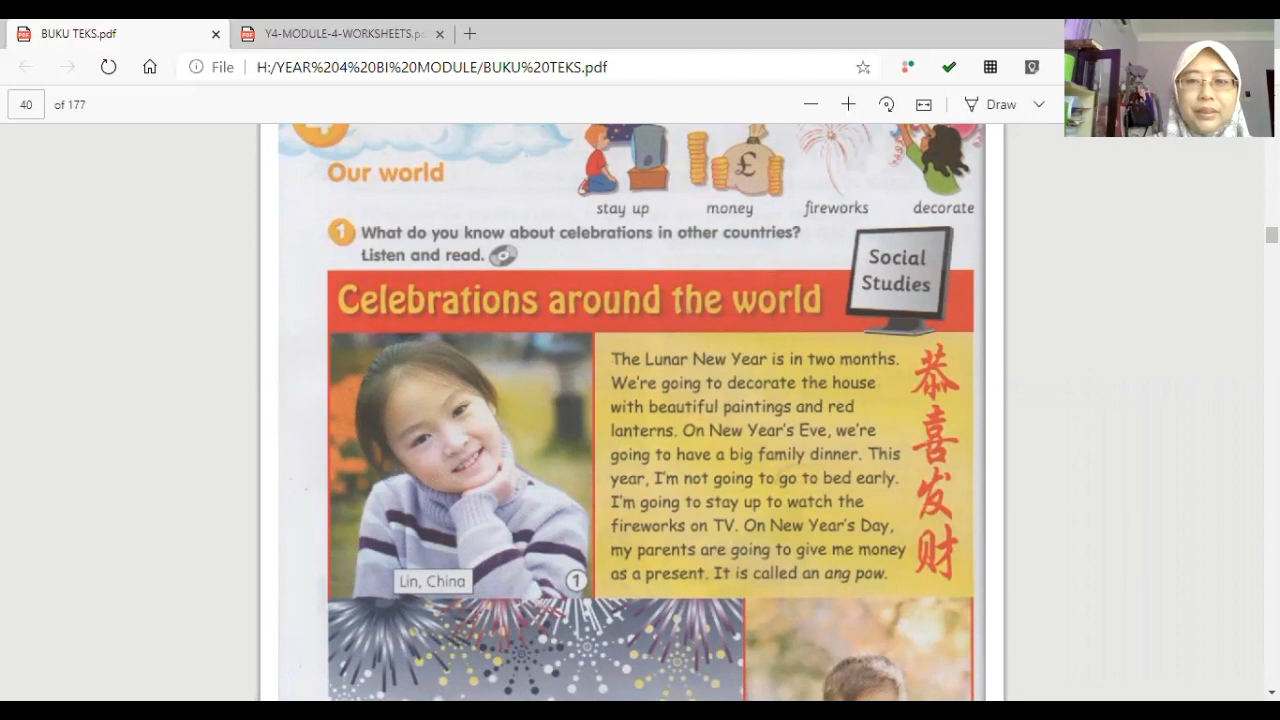 BUKU TEKS.pdf
Y4-MODULE-4-WORKSHEETS.p
File
H:/YEAR%204%20BI%20MODULE/BUKU%20TEKS.pdf
40 of 177
Draw
Our world
£
stay up money fireworks decorate
1 What do you know about celebrations in other countries?
Listen and read.
Social
Studies
Celebrations around the world
The Lunar New Year is in two months.
We're going to decorate the house
with beautiful paintings and red
lanterns. On New Year's Eve, we're
going to have a big family dinner. This
year, I'm not going to go to bed early.
I'm going to stay up to watch the
fireworks on TV. On New Year's Day,
my parents are going to give me money
as a present. It is called an ang pow.
恭喜发财
Lin, China
1